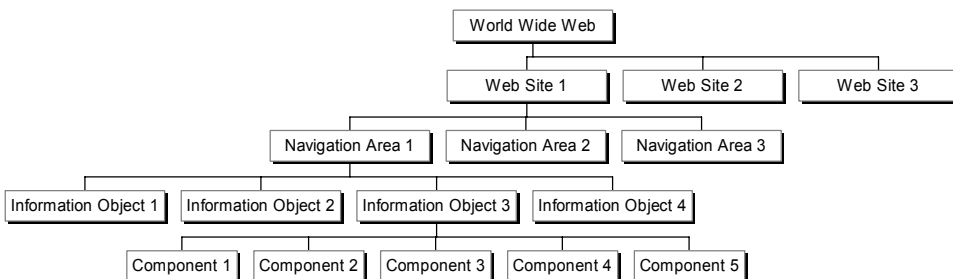 World Wide Web
Web Site 1
Web Site 2
Web Site 3
Navigation Area 1
Navigation Area 2
Navigation Area 3
Information Object 1
Information Object 2
Information Object 3
Information Object 4
Component 1
Component 2
Component 3
Component 4
Component 5